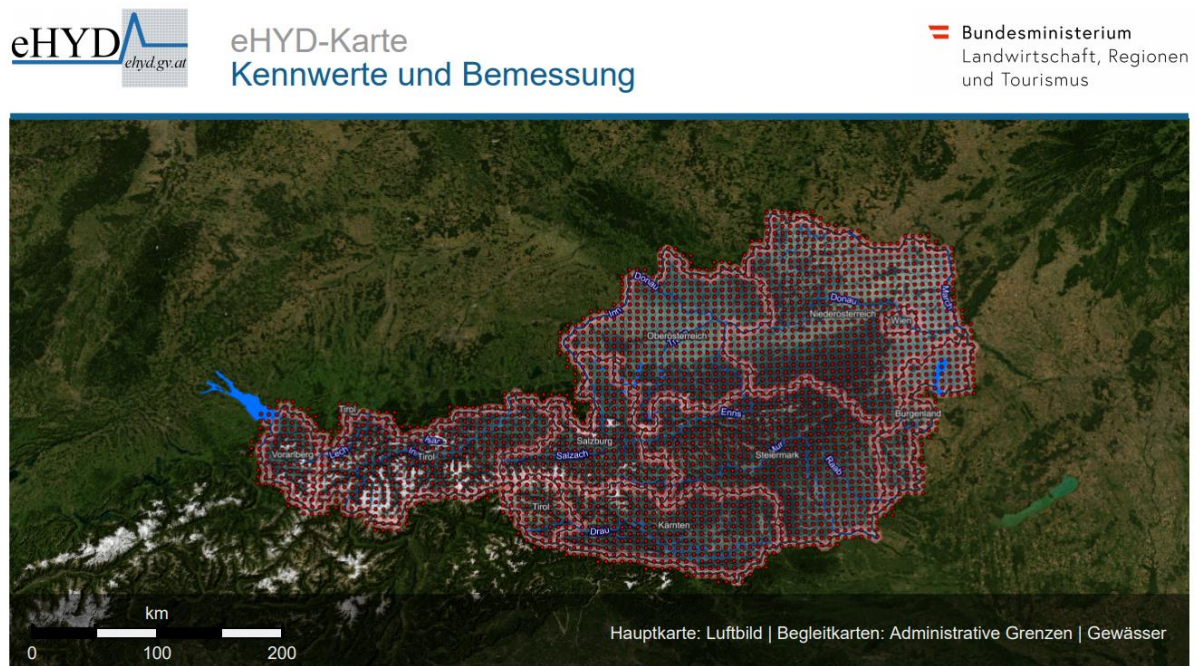 eHYD
ehyd.gv.at
eHYD-Karte
Kennwerte und Bemessung
Bundesministerium
Landwirtschaft, Regionen
und Tourismus
Donau
Inn
Donau
Niederösterreich
March
Wien
Oberösterreich
Tirol
Enns
Burgenland
Salzburg
Vorarlberg
Lech
Tirol
Salzach
Mur
Steiermark
Raab
Tirol
Drau
Kärnten
km
0 100 200
Hauptkarte: Luftbild | Begleitkarten: Administrative Grenzen | Gewässer